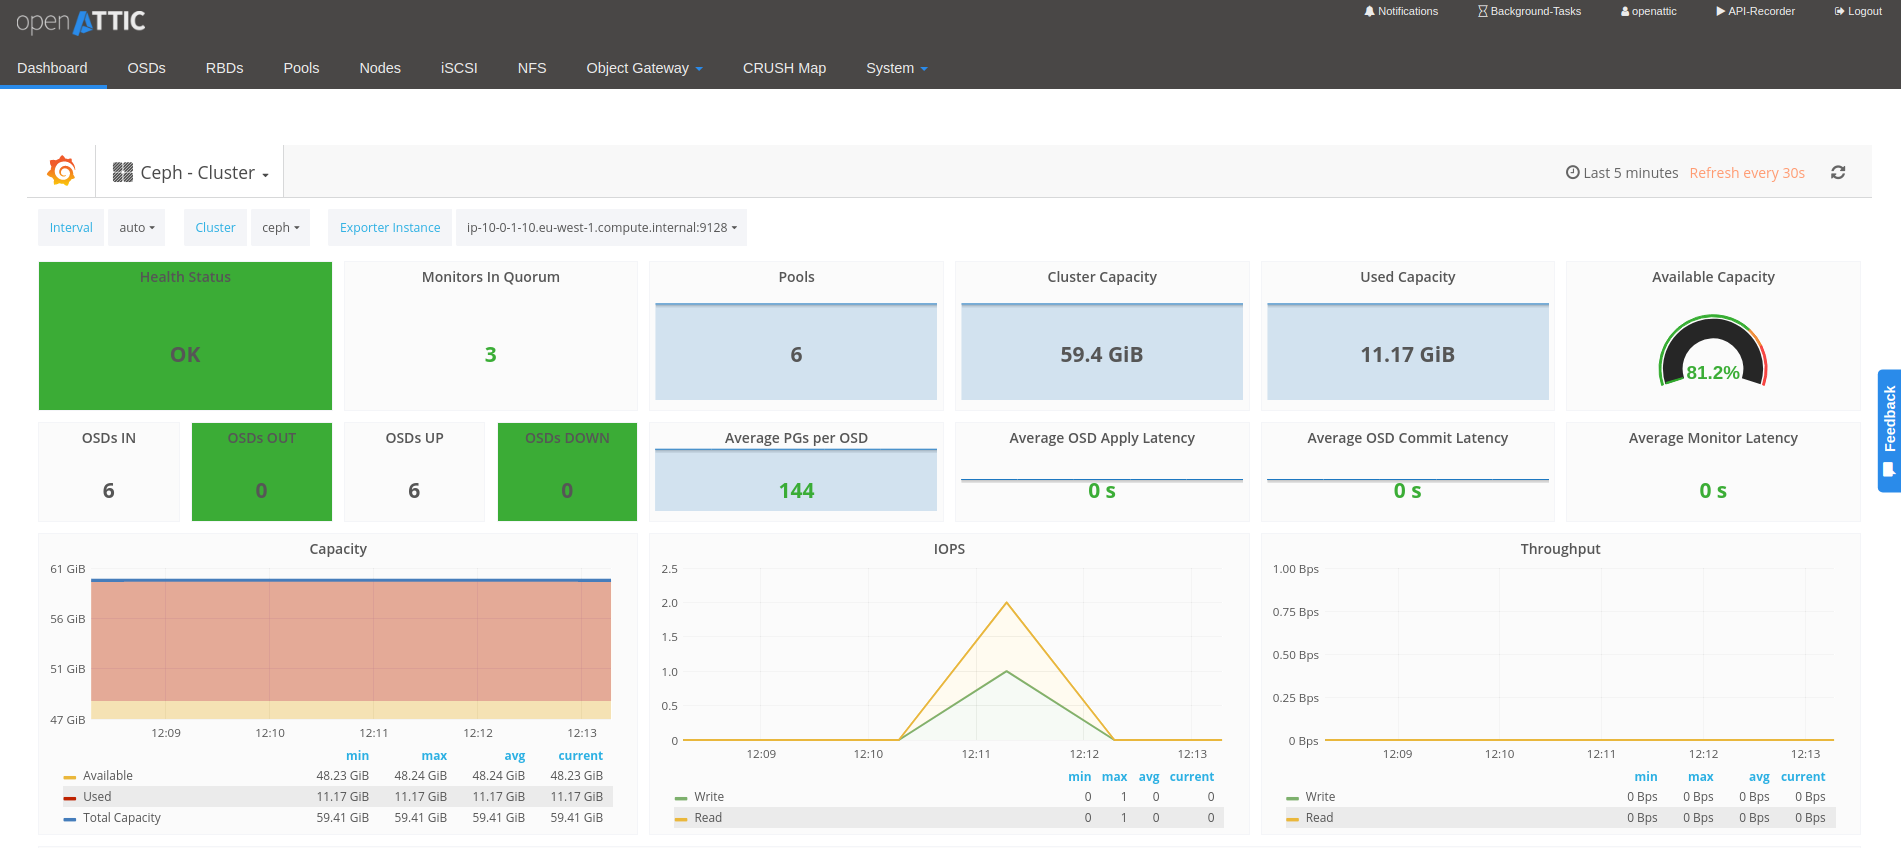 openATTIC
Notifications Background-Tasks openattic API-Recorder Logout
Dashboard OSDs RBDs Pools Nodes iSCSI NFS Object Gateway CRUSH Map System
Ceph - Cluster Last 5 minutes Refresh every 30s
Interval auto Cluster ceph Exporter Instance ip-10-0-1-10.eu-west-1.compute.internal:9128
Health Status Monitors In Quorum Pools Cluster Capacity Used Capacity Available Capacity
OK 3 6 59.4 GiB 11.17 GiB 81.2%
Feedback
OSDs IN OSDs OUT OSDs UP OSDs DOWN Average PGs per OSD Average OSD Apply Latency Average OSD Commit Latency Average Monitor Latency
6 0 6 0 144 0 s 0 s 0 s
Capacity
61 GiB
56 GiB
51 GiB
47 GiB
12:09 12:10 12:11 12:12 12:13
min max avg current
Available 48.23 GiB 48.24 GiB 48.24 GiB 48.23 GiB
Used 11.17 GiB 11.17 GiB 11.17 GiB 11.17 GiB
Total Capacity 59.41 GiB 59.41 GiB 59.41 GiB 59.41 GiB
IOPS
2.5
2.0
1.5
1.0
0.5
0
12:09 12:10 12:11 12:12 12:13
min max avg current
Write 0 1 0 0
Read 0 1 0 0
Throughput
1.00 Bps
0.75 Bps
0.50 Bps
0.25 Bps
0 Bps
12:09 12:10 12:11 12:12 12:13
min max avg current
Write 0 Bps 0 Bps 0 Bps 0 Bps
Read 0 Bps 0 Bps 0 Bps 0 Bps